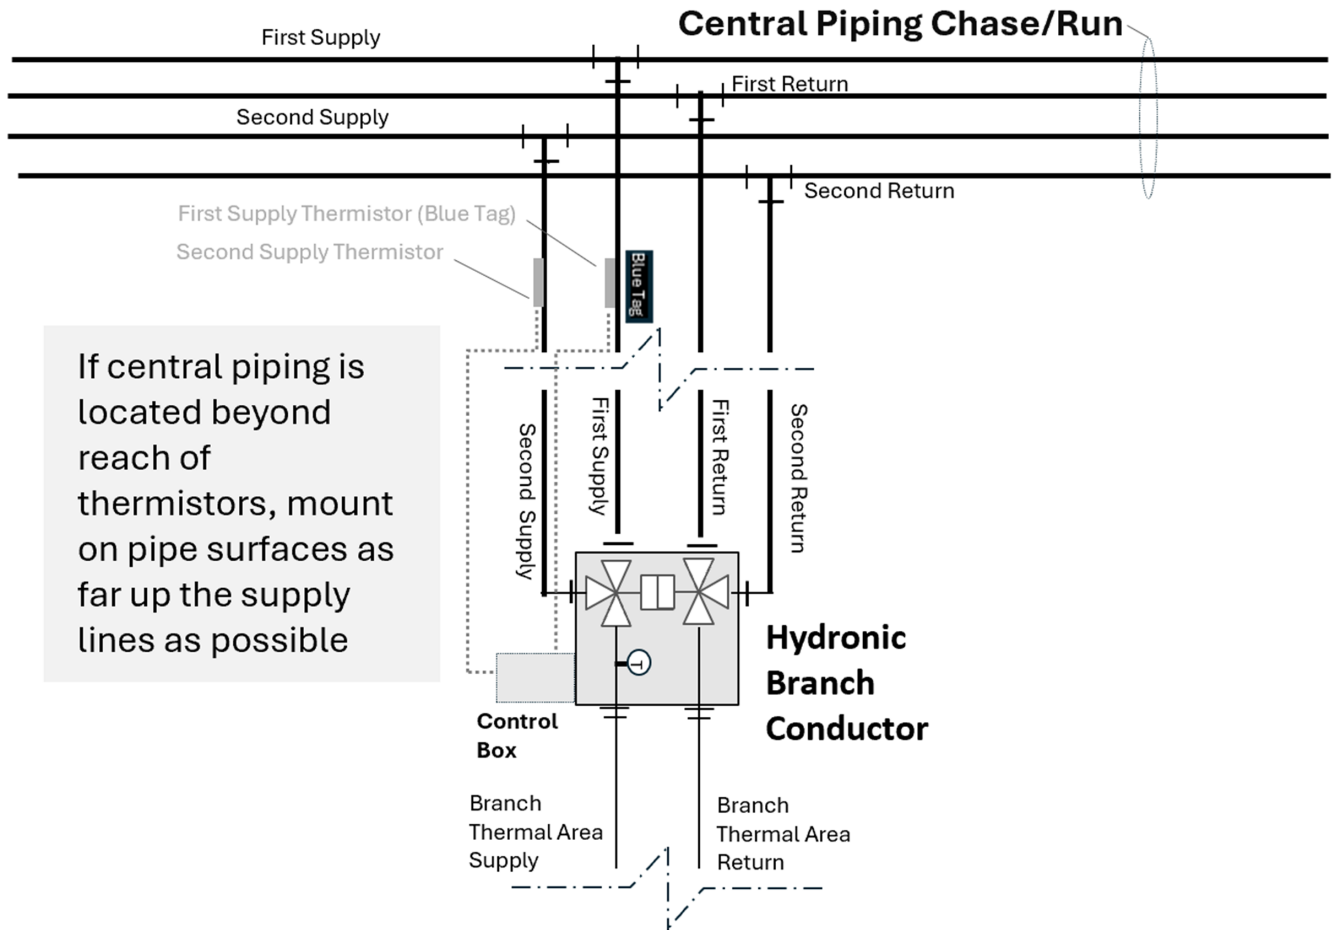 Central Piping Chase/Run
First Supply
First Return
Second Supply
Second Return
First Supply Thermistor (Blue Tag)
Second Supply Thermistor
Blue Tag
If central piping is
located beyond
reach of
thermistors, mount
on pipe surfaces as
far up the supply
lines as possible
Second Supply
First Supply
First Return
Second Return
T
Hydronic
Branch
Conductor
Control
Box
Branch
Thermal Area
Supply
Branch
Thermal Area
Return